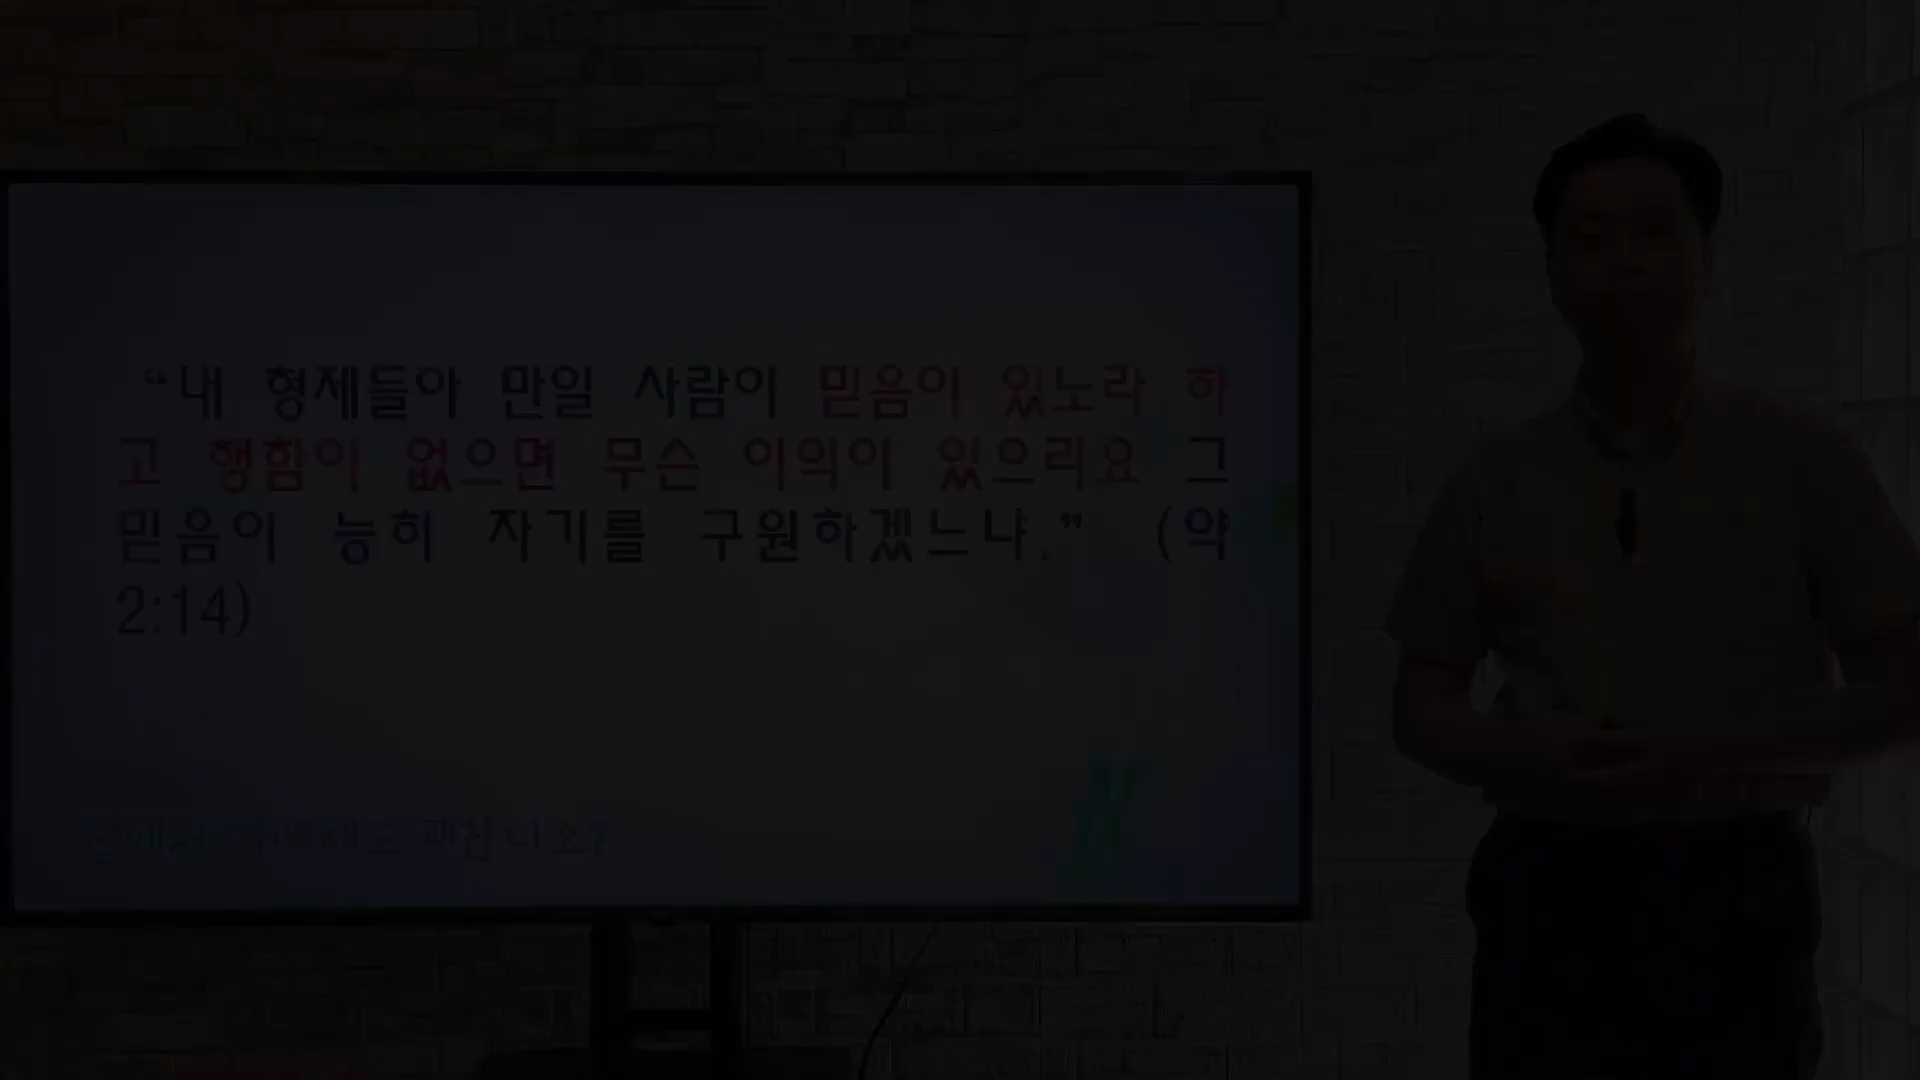 “내 형제들아 만일 사람이 믿음이 있노라 하
고 행함이 없으면 무슨 이익이 있으리요 그
믿음이 능히 자기를 구원하겠느냐.” (약
2:14)